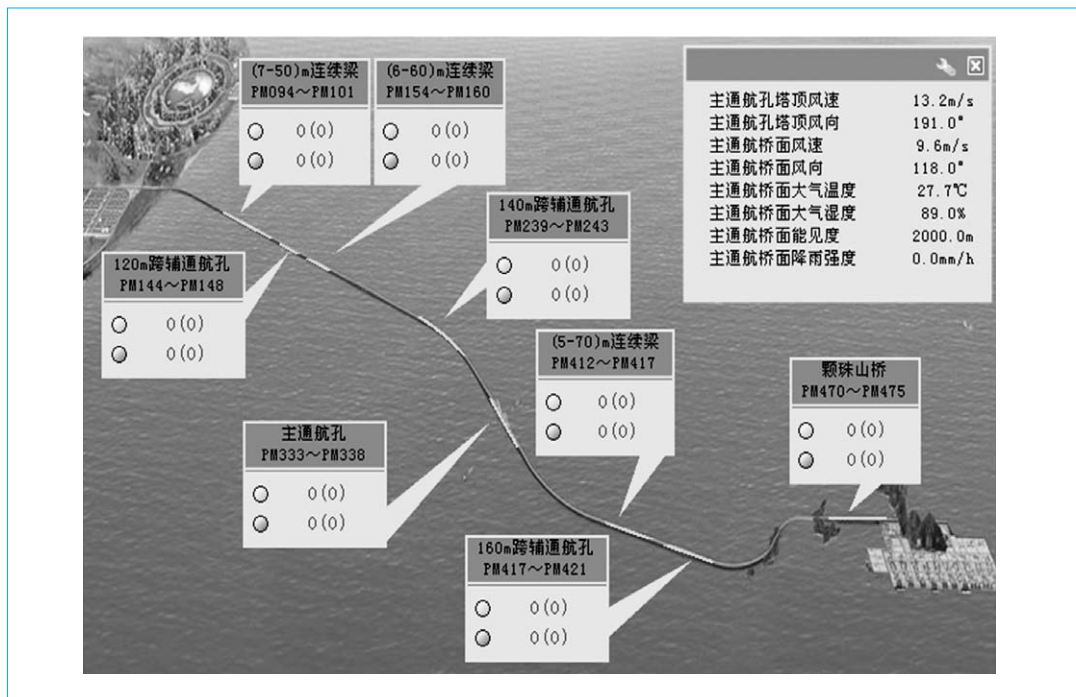 (7-50)m连续梁
PM094～PM101
0(0)
0(0)
(6-60)m连续梁
PM154～PM160
0(0)
0(0)
主通航孔塔顶风速 13.2m/s
主通航孔塔顶风向 191.0°
主通航桥面风速 9.6m/s
主通航桥面风向 118.0°
主通航桥面大气温度 27.7℃
主通航桥面大气湿度 89.0%
主通航桥面能见度 2000.0m
主通航桥面降雨强度 0.0mm/h
140m跨辅通航孔
PM239～PM243
0(0)
0(0)
120m跨辅通航孔
PM144～PM148
0(0)
0(0)
(5-70)m连续梁
PM412～PM417
0(0)
0(0)
颗珠山桥
PM470～PM475
0(0)
0(0)
主通航孔
PM333～PM338
0(0)
0(0)
160m跨辅通航孔
PM417～PM421
0(0)
0(0)